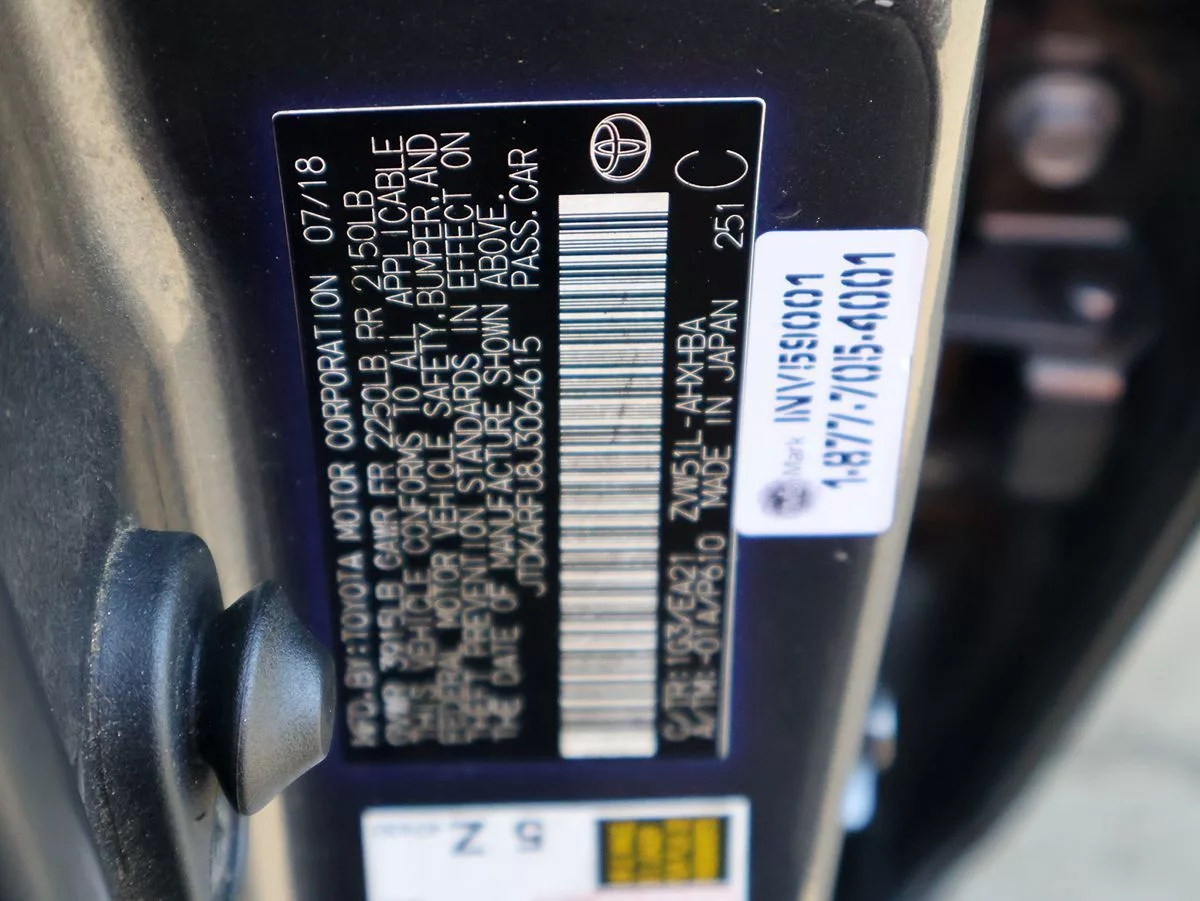 MFD. BY: TOYOTA MOTOR CORPORATION 07/18
GVWR 3915LB GAWR FR 2250LB RR 2150LB
THIS VEHICLE CONFORMS TO ALL APPLICABLE
FEDERAL MOTOR VEHICLE SAFETY, BUMPER, AND
THEFT PREVENTION STANDARDS IN EFFECT ON
THE DATE OF MANUFACTURE SHOWN ABOVE.
JTDKARFU8J3064615 PASS.CAR
C/TR: 1G3/EA21 ZVW51L-AHXHBA
A/TM: -01A/P610 MADE IN JAPAN 251 C
Mark INV59001
1-877-705-4001
5 Z